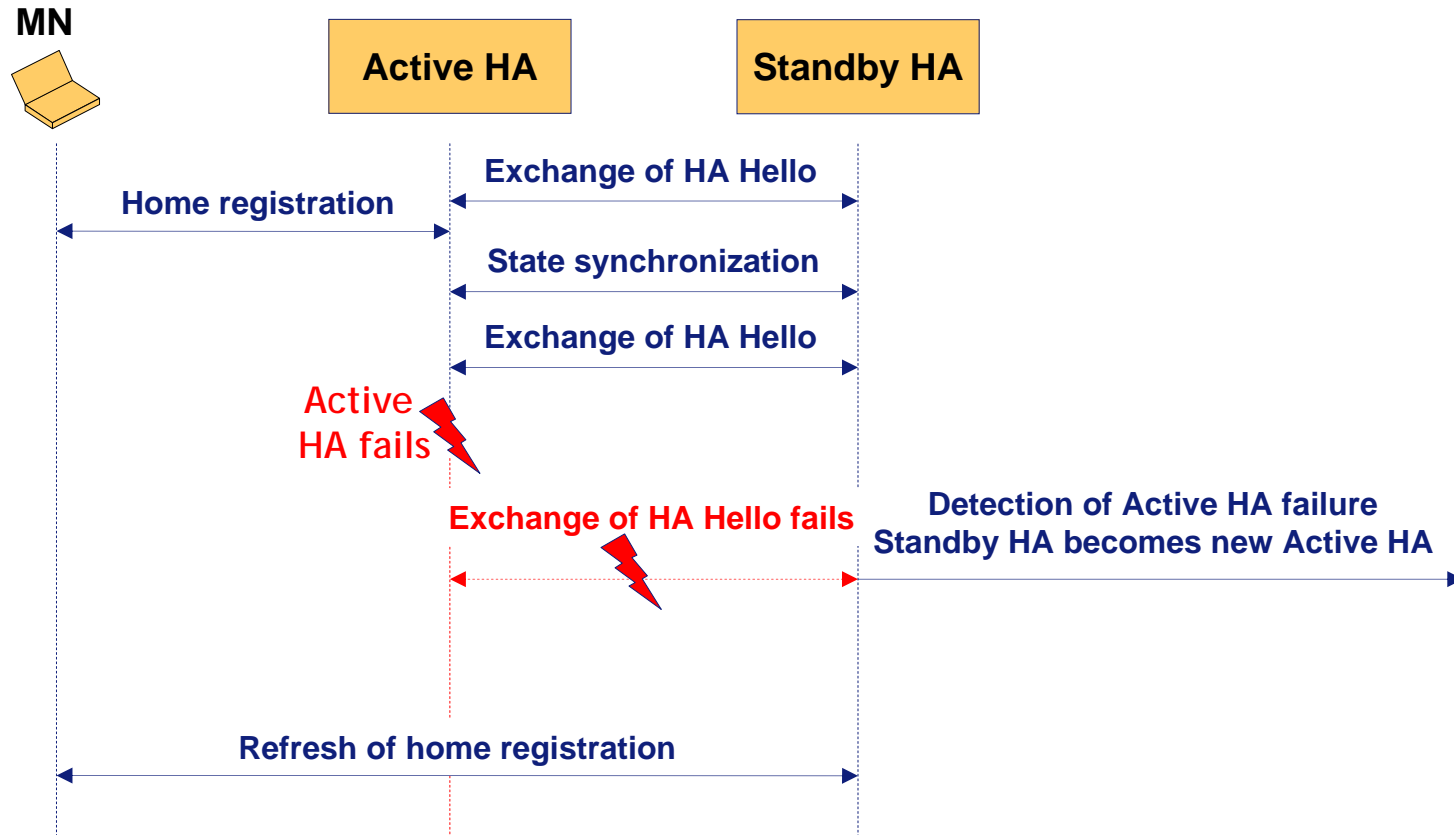 MN
Active HA
Standby HA
Exchange of HA Hello
Home registration
State synchronization
Exchange of HA Hello
Active
HA fails
Exchange of HA Hello fails
Detection of Active HA failure
Standby HA becomes new Active HA
Refresh of home registration